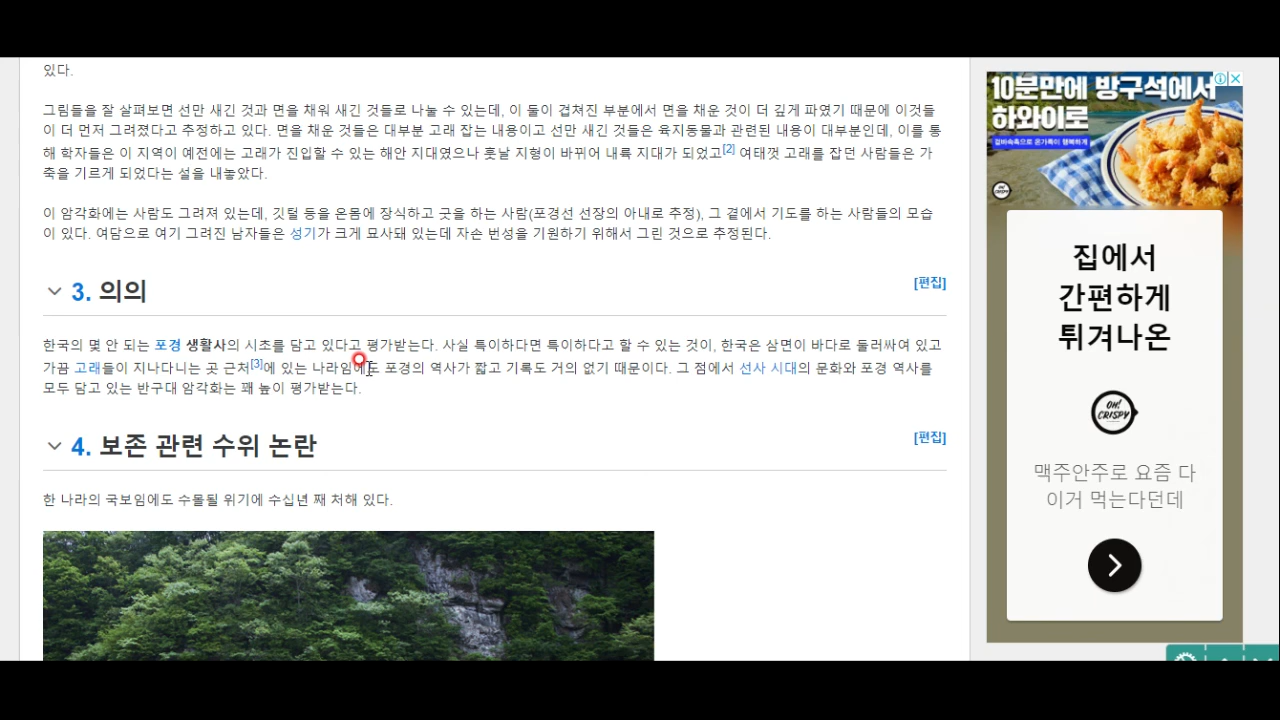 있다.
그림들을 잘 살펴보면 선만 새긴 것과 면을 채워 새긴 것들로 나눌 수 있는데, 이 둘이 겹쳐진 부분에서 면을 채운 것이 더 깊게 파였기 때문에 이것들
이 더 먼저 그려졌다고 추정하고 있다. 면을 채운 것들은 대부분 고래 잡는 내용이고 선만 새긴 것들은 육지동물과 관련된 내용이 대부분인데, 이를 통
해 학자들은 이 지역이 예전에는 고래가 진입할 수 있는 해안 지대였으나 훗날 지형이 바뀌어 내륙 지대가 되었고[2] 여태껏 고래를 잡던 사람들은 가
축을 기르게 되었다는 설을 내놓았다.
이 암각화에는 사람도 그려져 있는데, 깃털 등을 온몸에 장식하고 굿을 하는 사람(포경선 선장의 아내로 추정), 그 곁에서 기도를 하는 사람들의 모습
이 있다. 여담으로 여기 그려진 남자들은 성기가 크게 묘사돼 있는데 자손 번성을 기원하기 위해서 그린 것으로 추정된다.
3. 의의
[편집]
한국의 몇 안 되는 포경 생활사의 시초를 담고 있다고 평가받는다. 사실 특이하다면 특이하다고 할 수 있는 것이, 한국은 삼면이 바다로 둘러싸여 있고
가끔 고래들이 지나다니는 곳 근처[3]에 있는 나라임에도 포경의 역사가 짧고 기록도 거의 없기 때문이다. 그 점에서 선사 시대의 문화와 포경 역사를
모두 담고 있는 반구대 암각화는 꽤 높이 평가받는다.
4. 보존 관련 수위 논란
[편집]
한 나라의 국보임에도 수몰될 위기에 수십년 째 처해 있다.
10분만에 방구석에서
하와이로
겉바속촉으로 온가족이 행복하게
집에서
간편하게
튀겨나온
OH!
CRISPY
맥주안주로 요즘 다
이거 먹는다던데